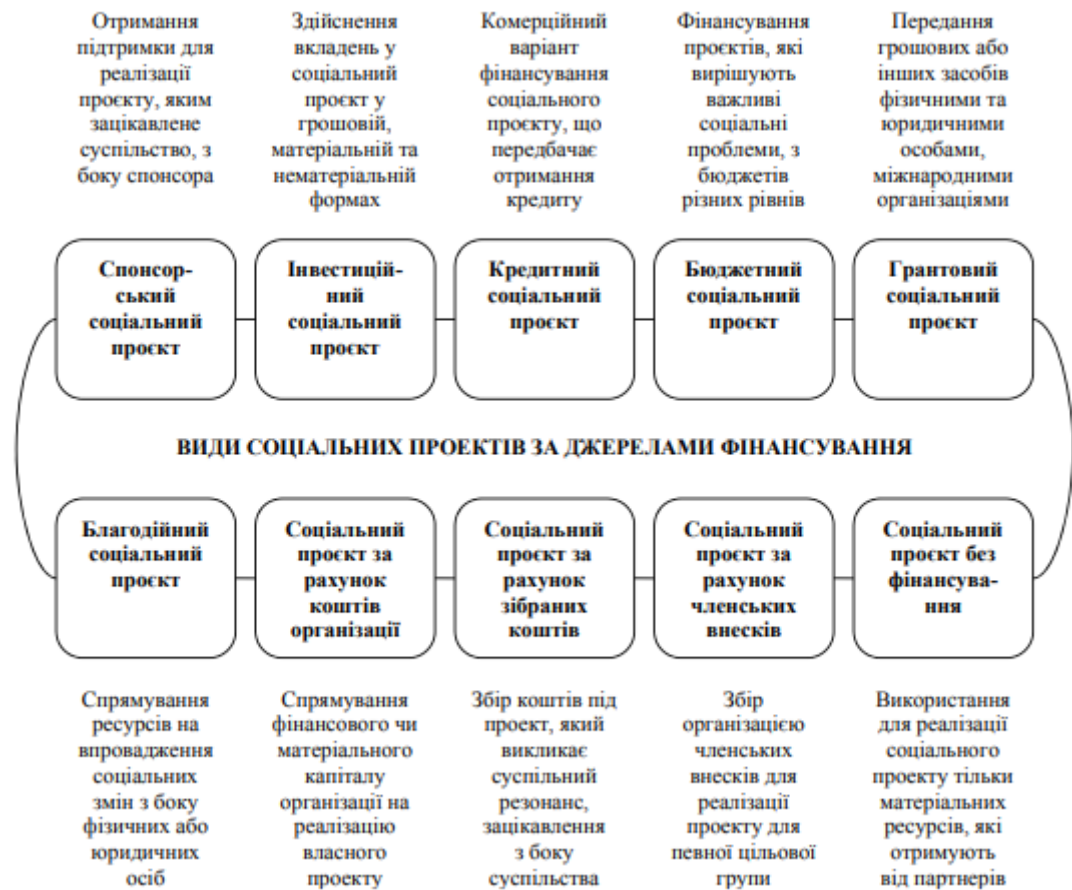 Отримання
підтримки для
реалізації
проєкту, яким
зацікавлене
суспільство, з
боку спонсора
Здійснення
вкладень у
соціальний
проєкт у
грошовій,
матеріальній та
нематеріальній
формах
Комерційний
варіант
фінансування
соціального
проєкту, що
передбачає
отримання
кредиту
Фінансування
проєктів, які
вирішують
важливі
соціальні
проблеми, з
бюджетів
різних рівнів
Передання
грошових або
інших засобів
фізичними та
юридичними
особами,
міжнародними
організаціями
Спонсор-
ський
соціальний
проєкт
Інвестицій-
ний
соціальний
проєкт
Кредитний
соціальний
проєкт
Бюджетний
соціальний
проєкт
Грантовий
соціальний
проєкт
ВИДИ СОЦІАЛЬНИХ ПРОЕКТІВ ЗА ДЖЕРЕЛАМИ ФІНАНСУВАННЯ
Благодійний
соціальний
проєкт
Соціальний
проєкт за
рахунок
коштів
організації
Соціальний
проєкт за
рахунок
зібраних
коштів
Соціальний
проєкт за
рахунок
членських
внесків
Соціальний
проєкт без
фінансува-
ння
Спрямування
ресурсів на
впровадження
соціальних
змін з боку
фізичних або
юридичних
осіб
Спрямування
фінансового чи
матеріального
капіталу
організації на
реалізацію
власного
проекту
Збір коштів під
проект, який
викликає
суспільний
резонанс,
зацікавлення
з боку
суспільства
Збір
організацією
членських
внесків для
реалізації
проекту для
певної цільової
групи
Використання
для реалізації
соціального
проекту тільки
матеріальних
ресурсів, які
отримують
від партнерів